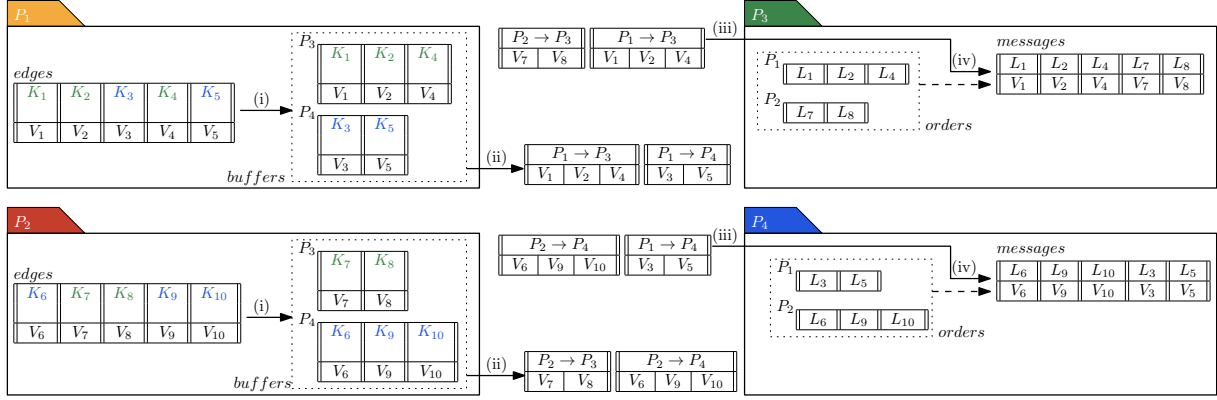 P₁
edges
K₁ K₂ K₃ K₄ K₅
V₁ V₂ V₃ V₄ V₅
(i)
P₃
K₁ K₂ K₄
V₁ V₂ V₄
P₄
K₃ K₅
V₃ V₅
buffers
(ii)
P₂ → P₃ P₁ → P₃
V₇ V₈ V₁ V₂ V₄
(iii)
P₁ → P₃ P₁ → P₄
V₁ V₂ V₄ V₃ V₅
P₃
P₁
L₁ L₂ L₄
P₂
L₇ L₈
orders
(iv)
messages
L₁ L₂ L₄ L₇ L₈
V₁ V₂ V₄ V₇ V₈
P₂
edges
K₆ K₇ K₈ K₉ K₁₀
V₆ V₇ V₈ V₉ V₁₀
(i)
P₃
K₇ K₈
V₇ V₈
P₄
K₆ K₉ K₁₀
V₆ V₉ V₁₀
buffers
(ii)
P₂ → P₄ P₁ → P₄
V₆ V₉ V₁₀ V₃ V₅
(iii)
P₂ → P₃ P₂ → P₄
V₇ V₈ V₆ V₉ V₁₀
P₄
P₁
L₃ L₅
P₂
L₆ L₉ L₁₀
orders
(iv)
messages
L₆ L₉ L₁₀ L₃ L₅
V₆ V₉ V₁₀ V₃ V₅